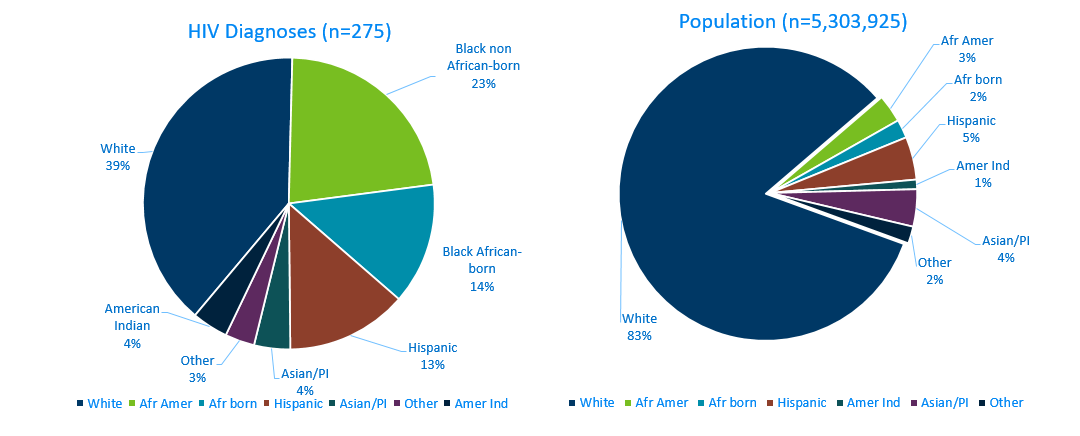 HIV Diagnoses (n=275)
Black non
African-born
23%
White
39%
Black African-
born
14%
American
Indian
4%
Other
3%
Asian/PI
4%
Hispanic
13%
White Afr Amer Afr born Hispanic Asian/PI Other Amer Ind
Population (n=5,303,925)
Afr Amer
3%
Afr born
2%
Hispanic
5%
Amer Ind
1%
Asian/PI
4%
Other
2%
White
83%
White Afr Amer Afr born Hispanic Amer Ind Asian/PI Other